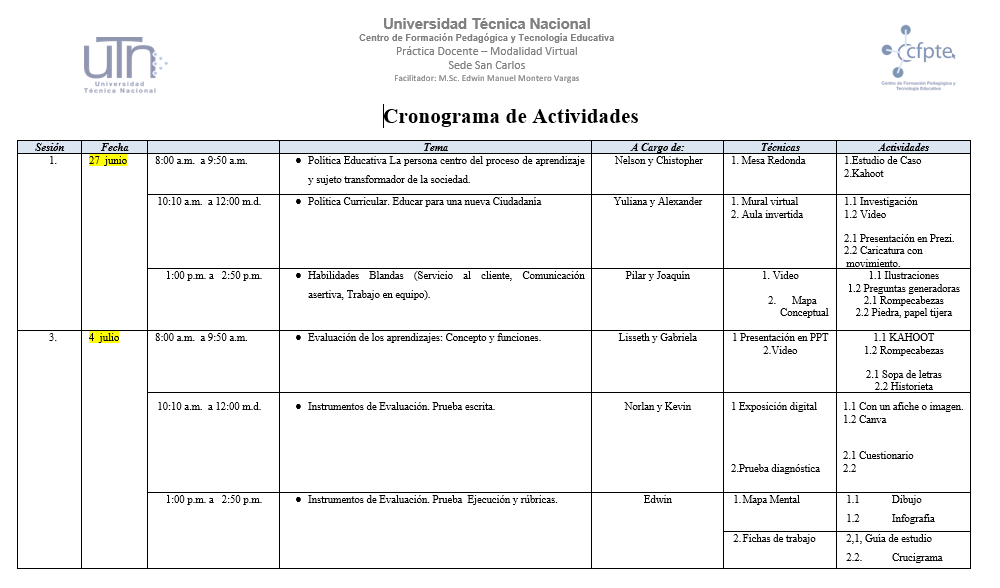 Universidad Técnica Nacional
Centro de Formación Pedagógica y Tecnología Educativa
Práctica Docente – Modalidad Virtual
Sede San Carlos
Facilitador: M.Sc. Edwin Manuel Montero Vargas
UTN
Universidad
Técnica Nacional
cfpte
Centro de Formación Pedagógica y
Tecnología Educativa
Cronograma de Actividades
Sesión Fecha Tema A Cargo de: Técnicas Actividades
1. 27 junio 8:00 a.m. a 9:50 a.m. ● Política Educativa La persona centro del proceso de aprendizaje Nelson y Chistopher 1. Mesa Redonda 1.Estudio de Caso
y sujeto transformador de la sociedad. 2.Kahoot
10:10 a.m. a 12:00 m.d. ● Política Curricular. Educar para una nueva Ciudadanía Yuliana y Alexander 1. Mural virtual 1.1 Investigación
2. Aula invertida 1.2 Video
2.1 Presentación en Prezi.
2.2 Caricatura con
movimiento.
1:00 p.m. a 2:50 p.m. ● Habilidades Blandas (Servicio al cliente, Comunicación Pilar y Joaquin 1. Video 1.1 Ilustraciones
asertiva, Trabajo en equipo). 1.2 Preguntas generadoras
2. Mapa 2.1 Rompecabezas
Conceptual 2.2 Piedra, papel tijera
3. 4 julio 8:00 a.m. a 9:50 a.m. ● Evaluación de los aprendizajes: Concepto y funciones. Lisseth y Gabriela 1 Presentación en PPT 1.1 KAHOOT
2.Video 1.2 Rompecabezas
2.1 Sopa de letras
2.2 Historieta
10:10 a.m. a 12:00 m.d. ● Instrumentos de Evaluación. Prueba escrita. Norlan y Kevin 1 Exposición digital 1.1 Con un afiche o imagen.
1.2 Canva
2.1 Cuestionario
2.Prueba diagnóstica 2.2
1:00 p.m. a 2:50 p.m. ● Instrumentos de Evaluación. Prueba Ejecución y rúbricas. Edwin 1.Mapa Mental 1.1 Dibujo
1.2 Infografía
2.Fichas de trabajo 2,1, Guía de estudio
2.2. Crucigrama